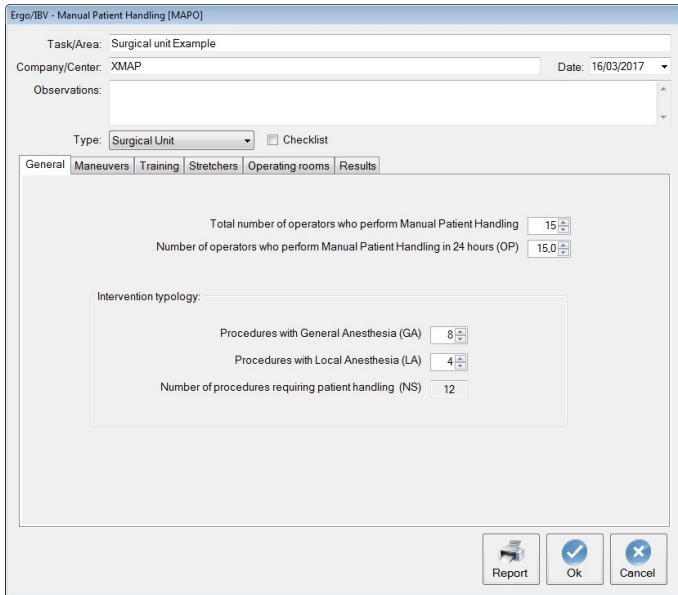 Ergo/IBV - Manual Patient Handling [MAPO]
Task/Area: Surgical unit Example
Company/Center: XMAP Date: 16/03/2017
Observations:
Type: Surgical Unit Checklist
General Maneuvers Training Stretchers Operating rooms Results
Total number of operators who perform Manual Patient Handling 15
Number of operators who perform Manual Patient Handling in 24 hours (OP) 15,0
Intervention typology:
Procedures with General Anesthesia (GA) 8
Procedures with Local Anesthesia (LA) 4
Number of procedures requiring patient handling (NS) 12
Report Ok Cancel